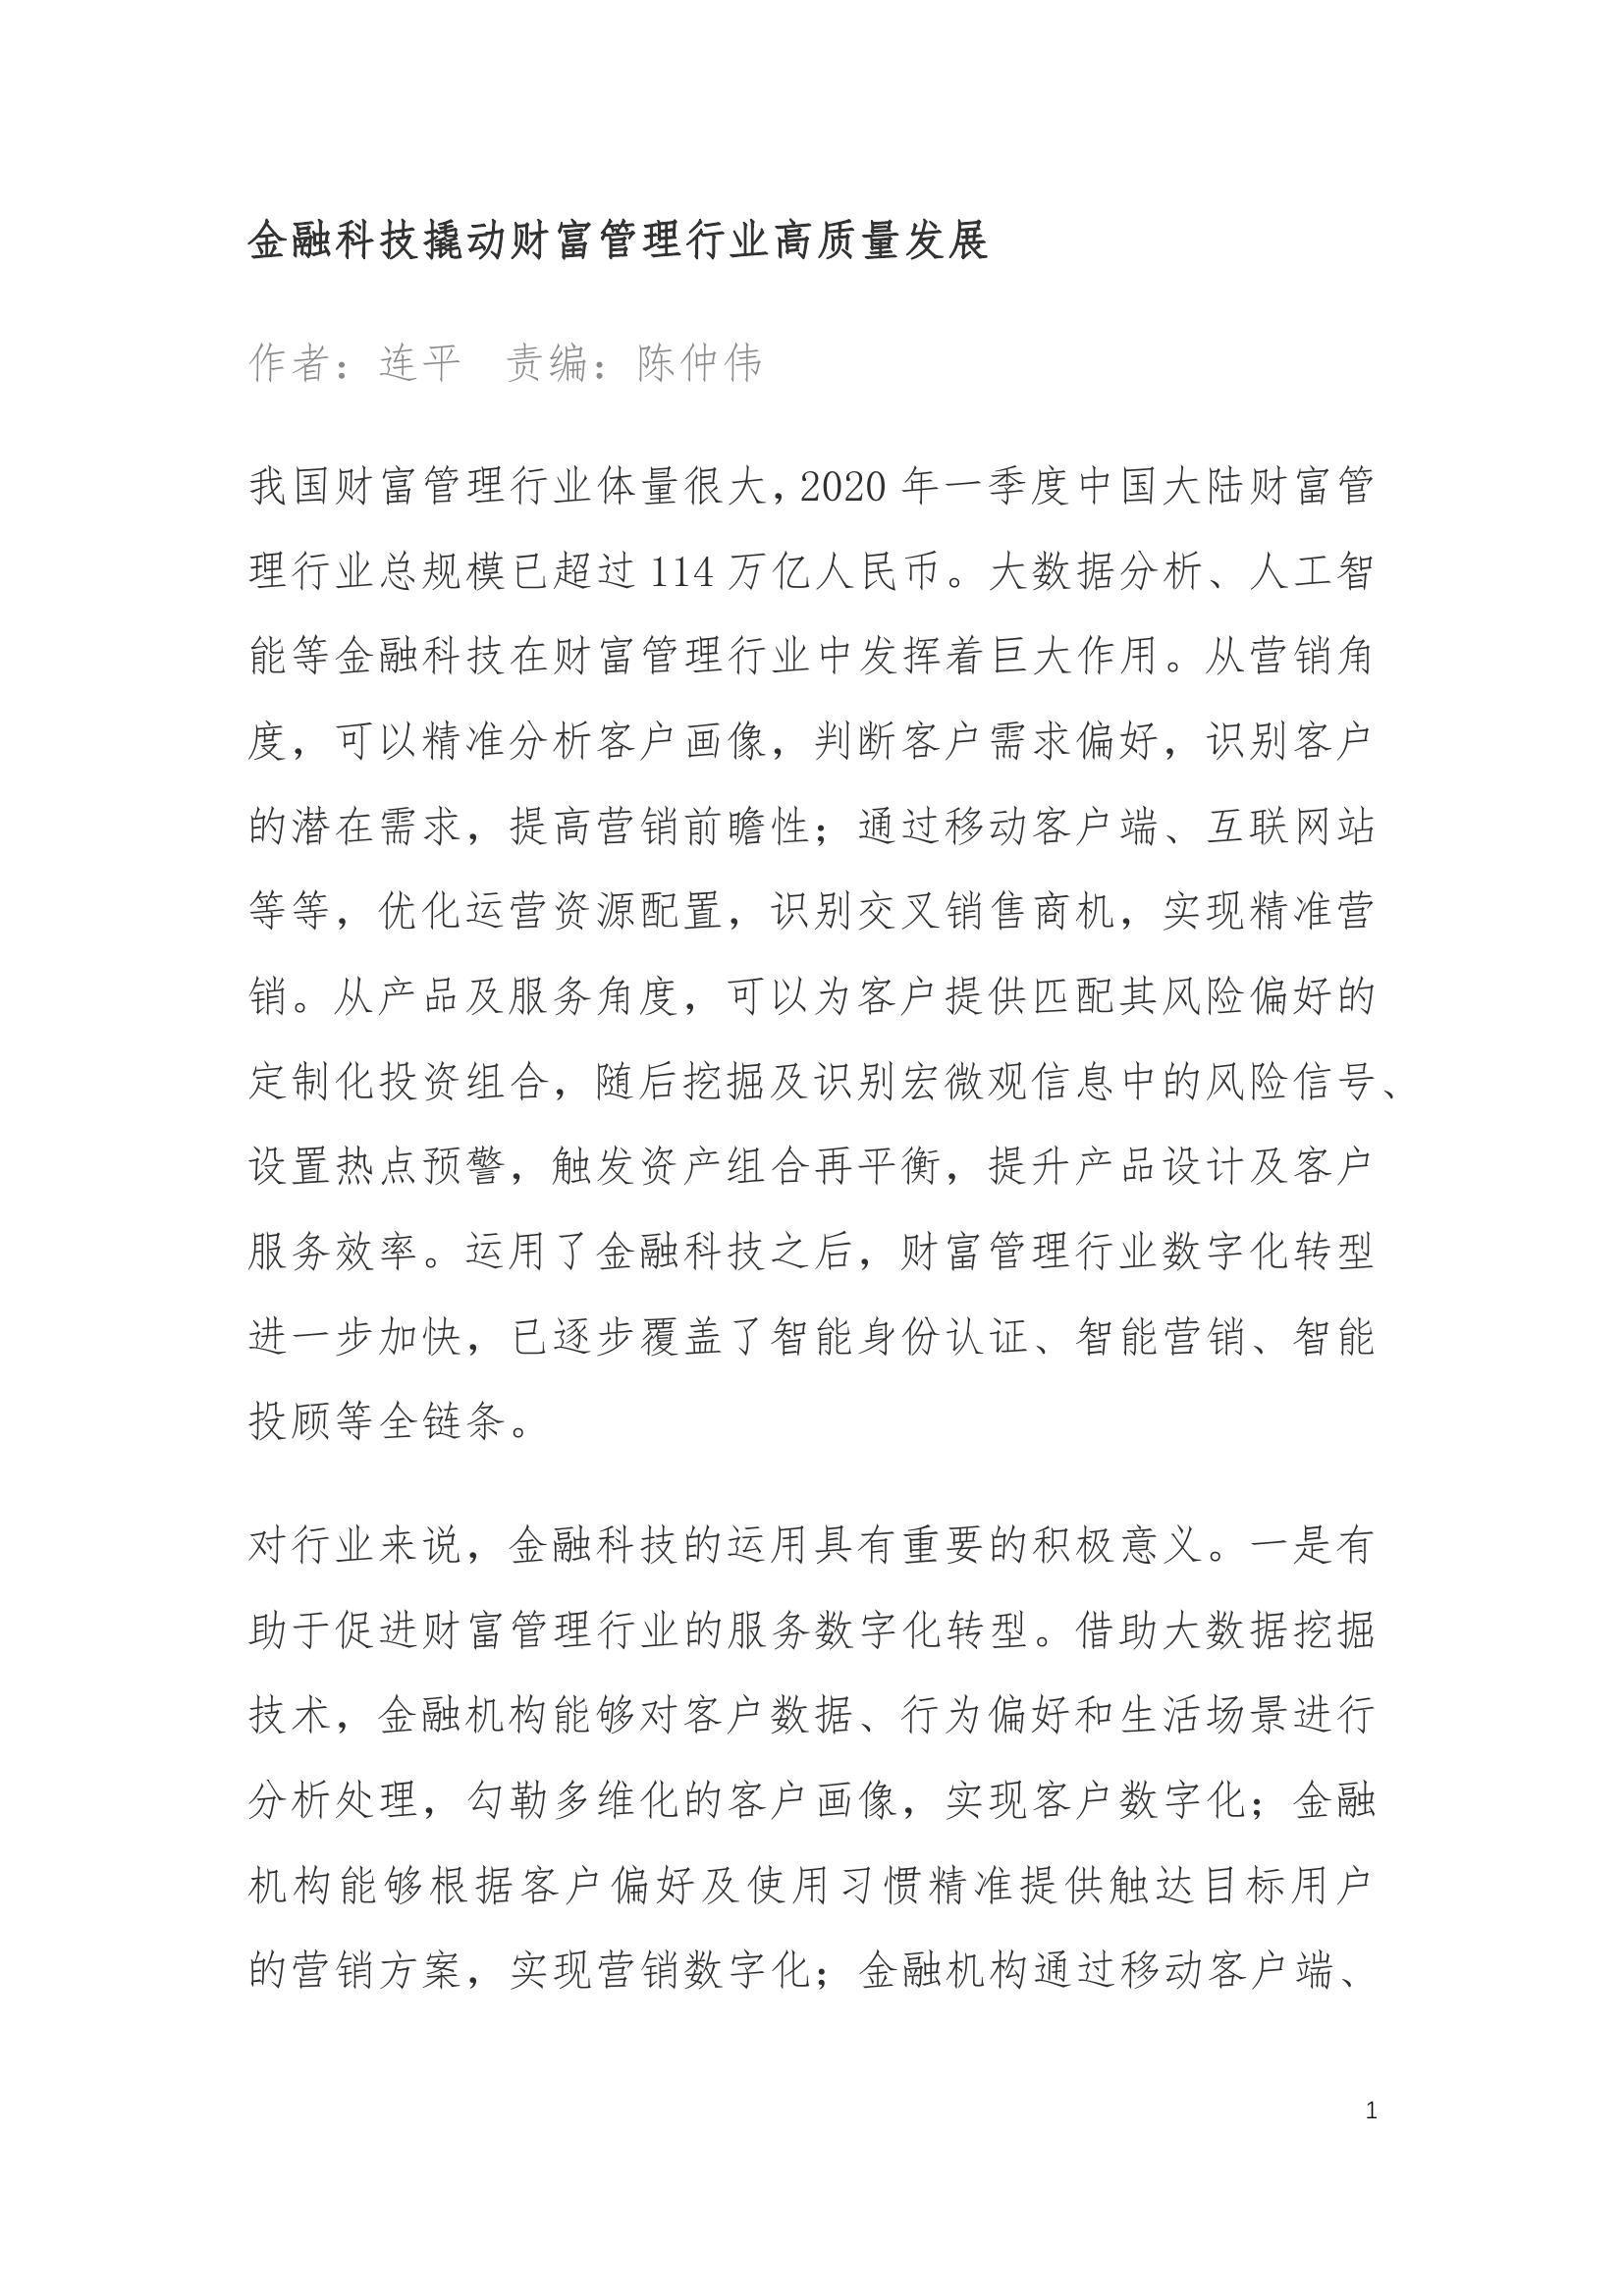 金融科技撬动财富管理行业高质量发展
作者：连平 责编：陈仲伟
我国财富管理行业体量很大，2020 年一季度中国大陆财富管
理行业总规模已超过 114 万亿人民币。大数据分析、人工智
能等金融科技在财富管理行业中发挥着巨大作用。从营销角
度，可以精准分析客户画像，判断客户需求偏好，识别客户
的潜在需求，提高营销前瞻性；通过移动客户端、互联网站
等等，优化运营资源配置，识别交叉销售商机，实现精准营
销。从产品及服务角度，可以为客户提供匹配其风险偏好的
定制化投资组合，随后挖掘及识别宏微观信息中的风险信号、
设置热点预警，触发资产组合再平衡，提升产品设计及客户
服务效率。运用了金融科技之后，财富管理行业数字化转型
进一步加快，已逐步覆盖了智能身份认证、智能营销、智能
投顾等全链条。
对行业来说，金融科技的运用具有重要的积极意义。一是有
助于促进财富管理行业的服务数字化转型。借助大数据挖掘
技术，金融机构能够对客户数据、行为偏好和生活场景进行
分析处理，勾勒多维化的客户画像，实现客户数字化；金融
机构能够根据客户偏好及使用习惯精准提供触达目标用户
的营销方案，实现营销数字化；金融机构通过移动客户端、
1